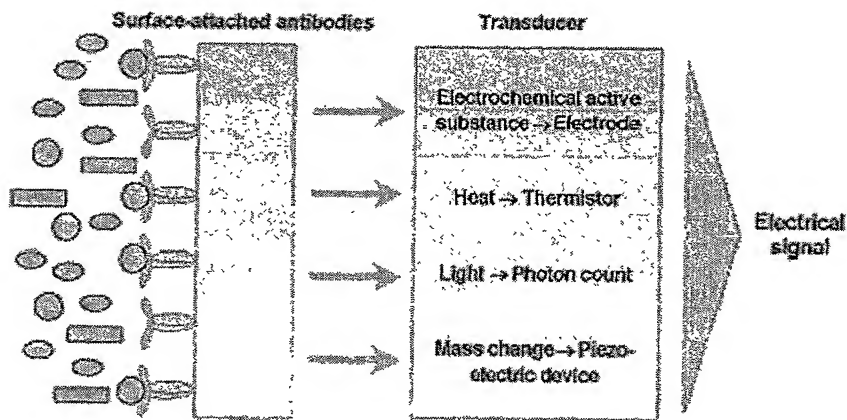 Surface-attached antibodies
Transducer
Electrochemical active
substance → Electrode
Heat → Thermistor
Light → Photon count
Mass change → Piezo-
electric device
Electrical
signal